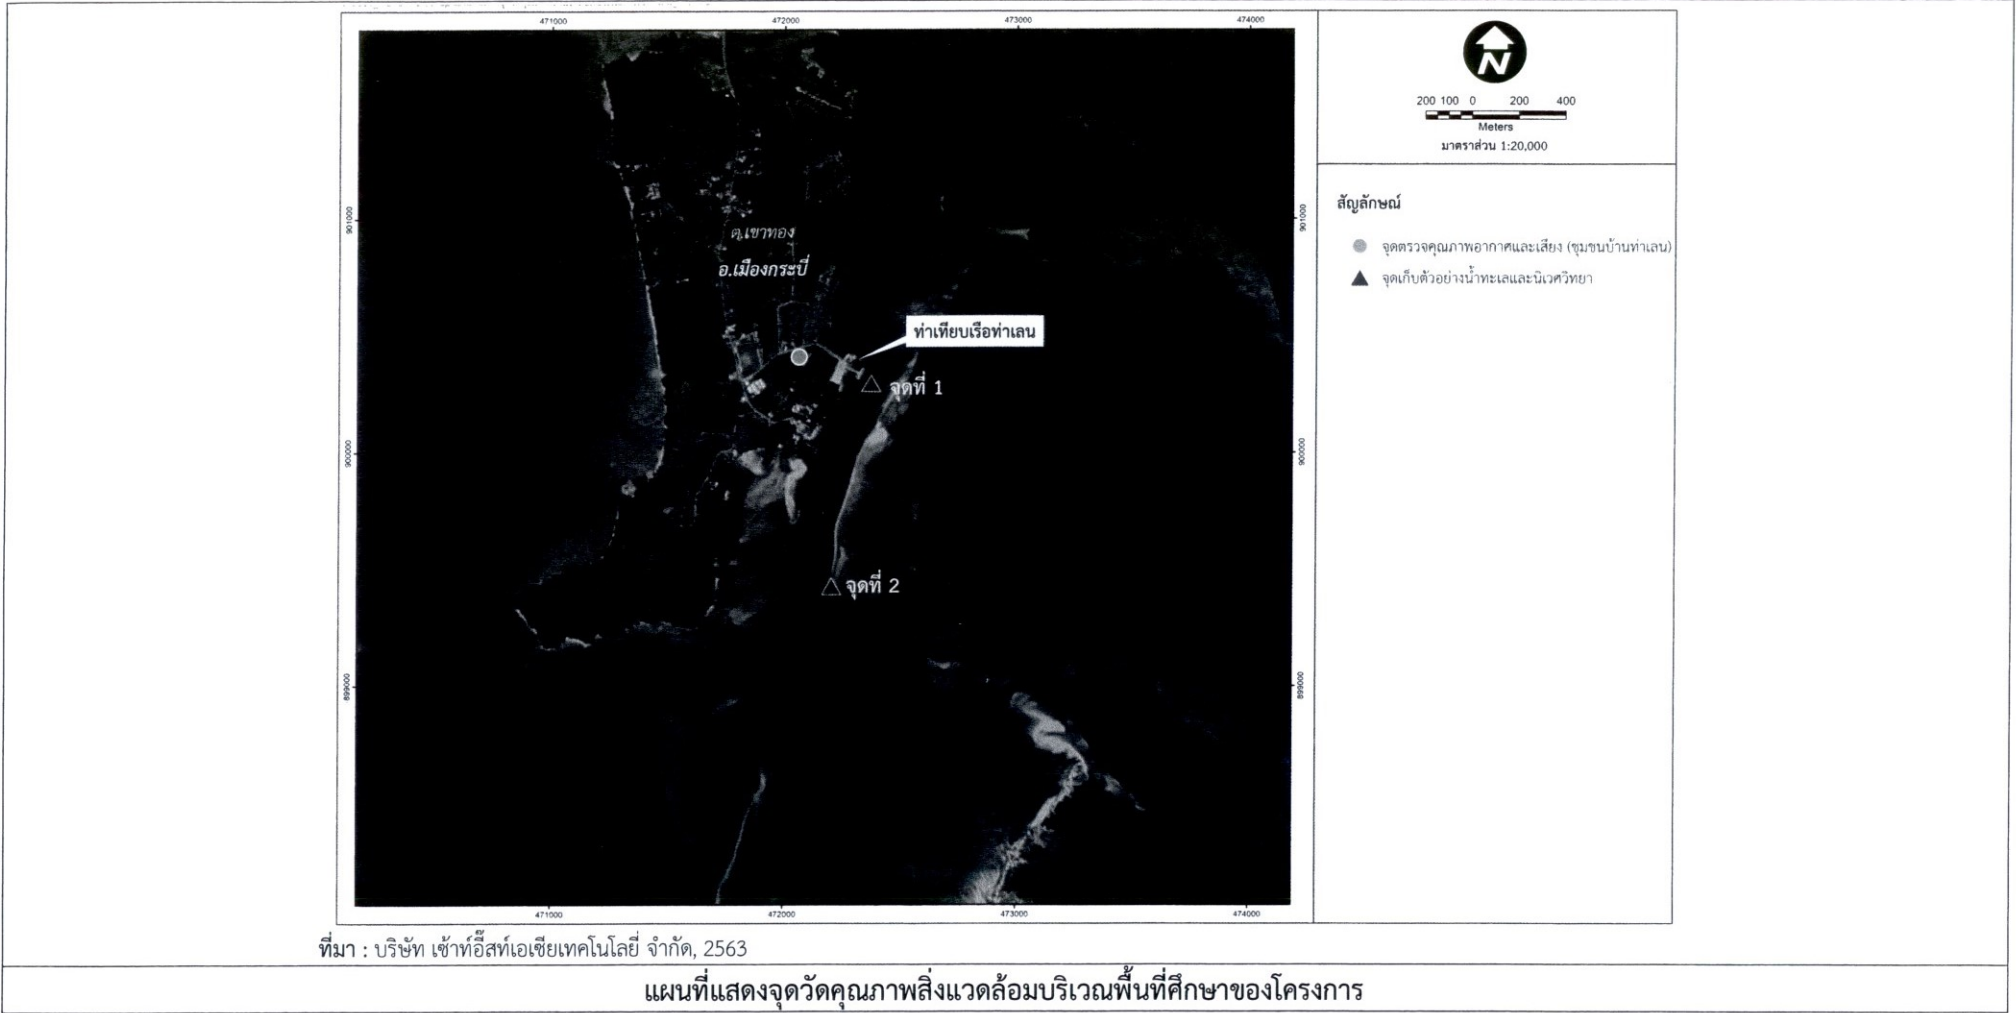 471000 472000 473000 474000
N
200 100 0 200 400
Meters
มาตราส่วน 1:20,000
สัญลักษณ์
จุดตรวจคุณภาพอากาศและเสียง (ชุมชนบ้านท่าเลน)
จุดเก็บตัวอย่างน้ำทะเลและนิเวศวิทยา
901000 901000
ต.เขาทอง
อ.เมืองกระบี่
ท่าเทียบเรือท่าเลน
จุดที่ 1
900000 900000
จุดที่ 2
899000 899000
471000 472000 473000 474000
ที่มา : บริษัท เซ้าท์อี๊สท์เอเซียเทคโนโลยี่ จำกัด, 2563
แผนที่แสดงจุดวัดคุณภาพสิ่งแวดล้อมบริเวณพื้นที่ศึกษาของโครงการ